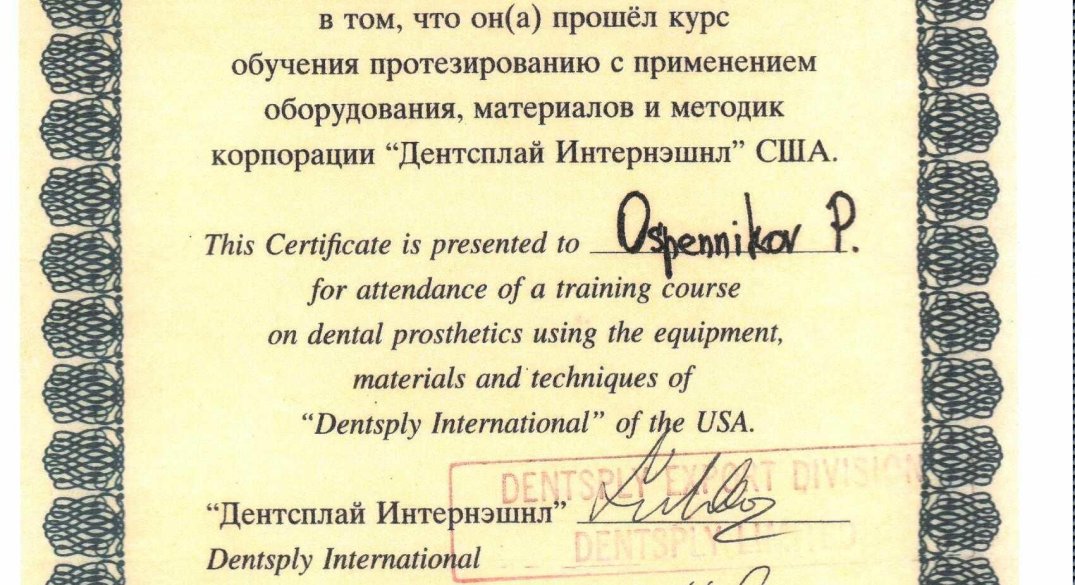 в том, что он(а) прошёл курс
обучения протезированию с применением
оборудования, материалов и методик
корпорации “Дентсплай Интернэшнл” США.
This Certificate is presented to Ospennikov P.
for attendance of a training course
on dental prosthetics using the equipment,
materials and techniques of
“Dentsply International” of the USA.
DENTSPLY EXPORT DIVISION
“Дентсплай Интернэшнл”
DENTSPLY
Dentsply International